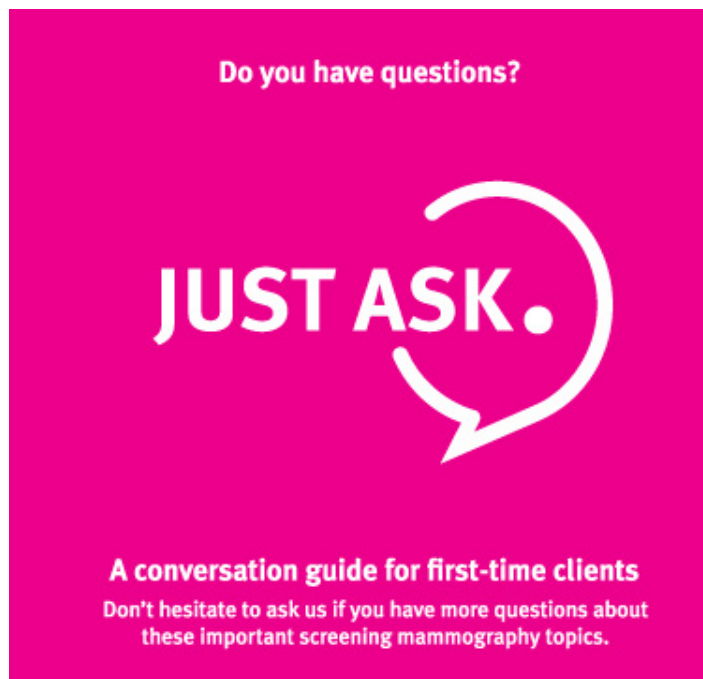 Do you have questions?
JUST ASK.
A conversation guide for first-time clients
Don't hesitate to ask us if you have more questions about
these important screening mammography topics.